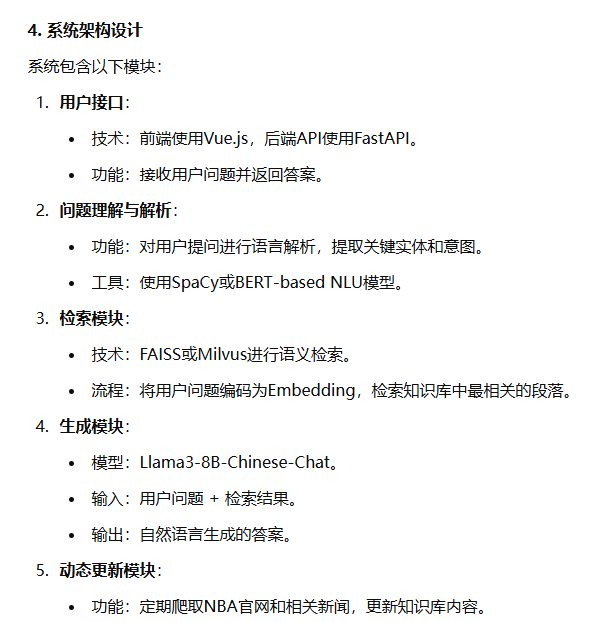 4. 系统架构设计
系统包含以下模块：
1. 用户接口：
• 技术：前端使用Vue.js，后端API使用FastAPI。
• 功能：接收用户问题并返回答案。
2. 问题理解与解析：
• 功能：对用户提问进行语言解析，提取关键实体和意图。
• 工具：使用SpaCy或BERT-based NLU模型。
3. 检索模块：
• 技术：FAISS或Milvus进行语义检索。
• 流程：将用户问题编码为Embedding，检索知识库中最相关的段落。
4. 生成模块：
• 模型：Llama3-8B-Chinese-Chat。
• 输入：用户问题 + 检索结果。
• 输出：自然语言生成的答案。
5. 动态更新模块：
• 功能：定期爬取NBA官网和相关新闻，更新知识库内容。